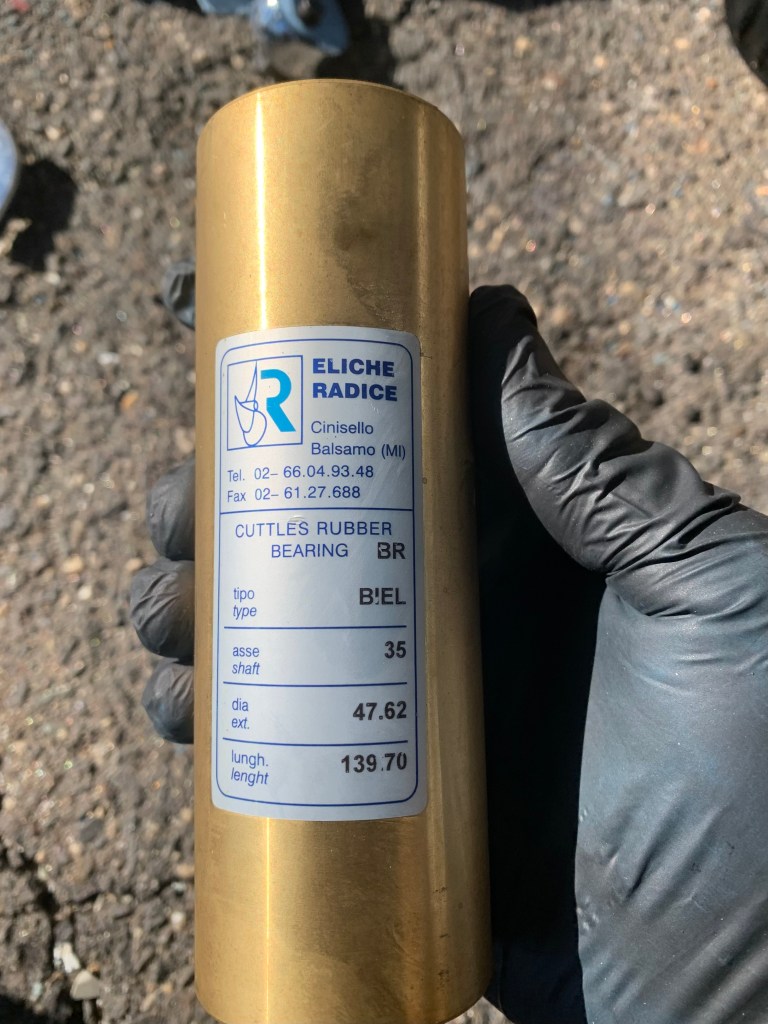 R
ELICHE
RADICE
Cinisello
Balsamo (MI)
Tel. 02- 66.04.93.48
Fax 02- 61.27.688
CUTTLES RUBBER
BEARING BR
tipo BIEL
type
asse 35
shaft
dia 47.62
ext.
lungh. 139.70
lenght